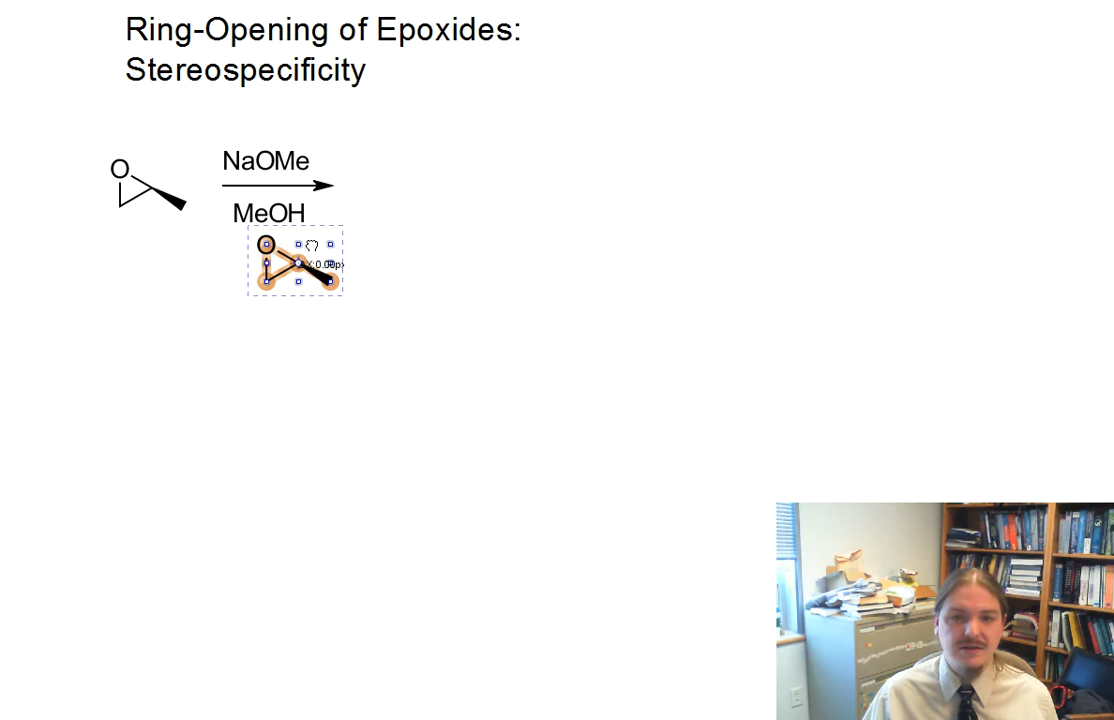 Ring-Opening of Epoxides:
Stereospecificity
O
NaOMe
MeOH
O